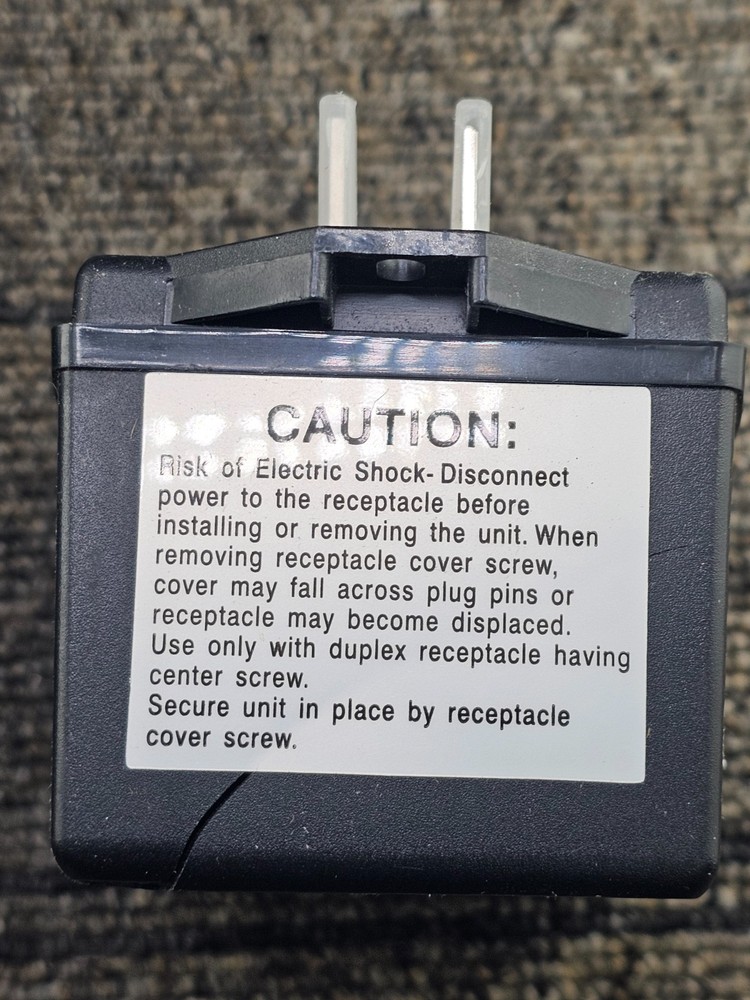 CAUTION:
Risk of Electric Shock- Disconnect
power to the receptacle before
installing or removing the unit. When
removing receptacle cover screw,
cover may fall across plug pins or
receptacle may become displaced.
Use only with duplex receptacle having
center screw.
Secure unit in place by receptacle
cover screw.